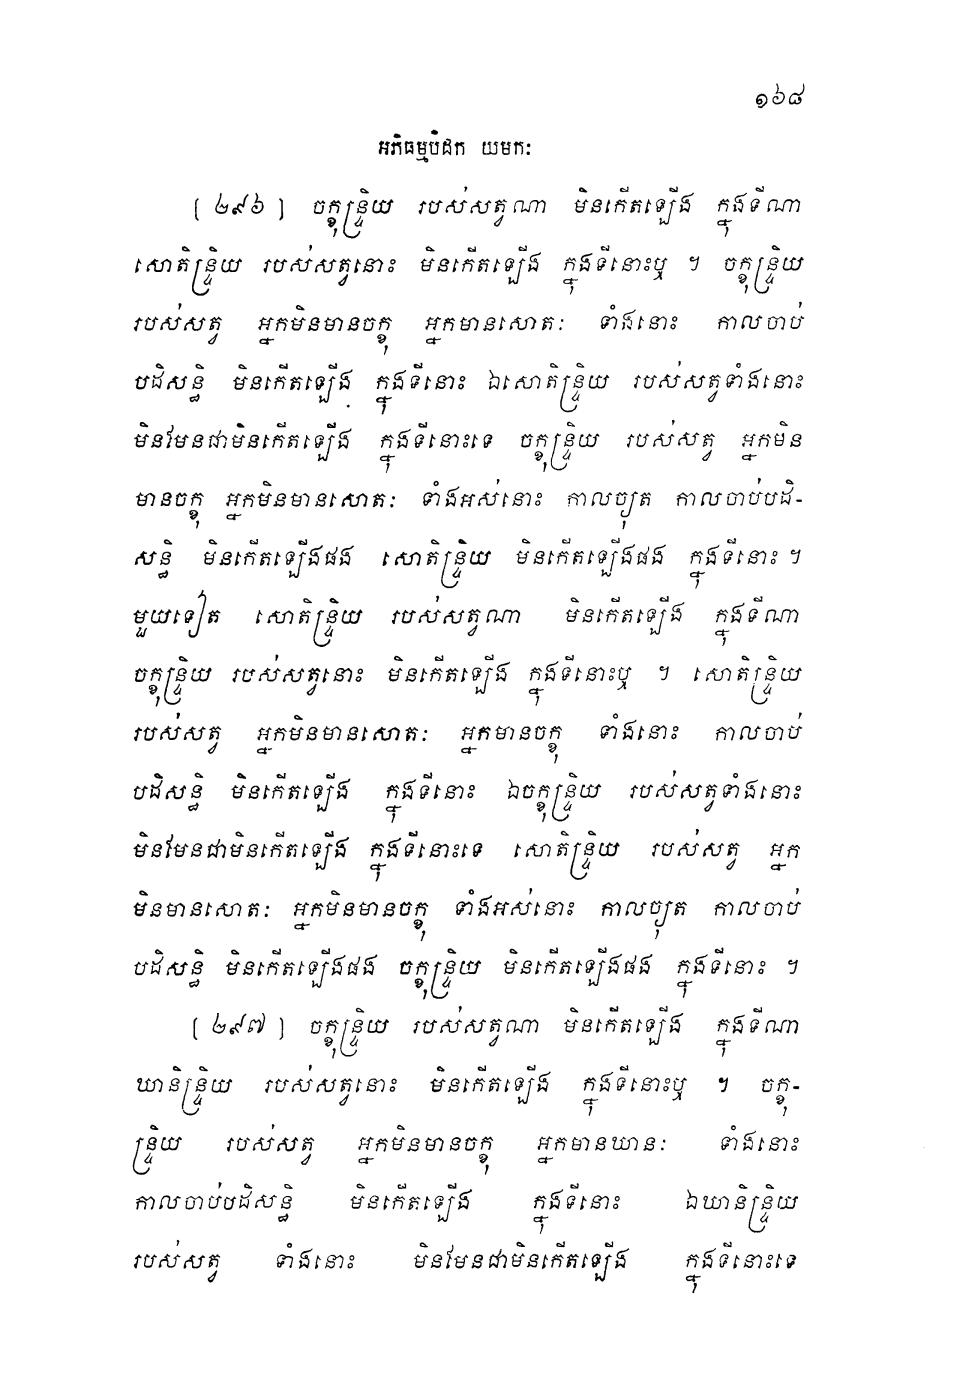 ១៦៨
អភិធម្មបិដក យមកៈ
[ ២៩៦ ] ចក្ខុន្ទ្រិយ របស់សត្វណា មិនកើតឡើង ក្នុងទីណា
សោតិន្ទ្រិយ របស់សត្វនោះ មិនកើតឡើង ក្នុងទីនោះឬ ។ ចក្ខុន្ទ្រិយ
របស់សត្វ អ្នកមិនមានចក្ខុ អ្នកមានសោតៈ ទាំងនោះ កាលចាប់
បដិសន្ធិ មិនកើតឡើង ក្នុងទីនោះ ឯសោតិន្ទ្រិយ របស់សត្វទាំងនោះ
មិនមែនជាមិនកើតឡើង ក្នុងទីនោះទេ ចក្ខុន្ទ្រិយ របស់សត្វ អ្នកមិន
មានចក្ខុ អ្នកមិនមានសោតៈ ទាំងអស់នោះ កាលច្យុត កាលចាប់បដិ-
សន្ធិ មិនកើតឡើងផង សោតិន្ទ្រិយ មិនកើតឡើងផង ក្នុងទីនោះ ។
មួយទៀត សោតិន្ទ្រិយ របស់សត្វណា មិនកើតឡើង ក្នុងទីណា
ចក្ខុន្ទ្រិយ របស់សត្វនោះ មិនកើតឡើង ក្នុងទីនោះឬ ។ សោតិន្ទ្រិយ
របស់សត្វ អ្នកមិនមានសោតៈ អ្នកមានចក្ខុ ទាំងនោះ កាលចាប់
បដិសន្ធិ មិនកើតឡើង ក្នុងទីនោះ ឯចក្ខុន្ទ្រិយ របស់សត្វទាំងនោះ
មិនមែនជាមិនកើតឡើង ក្នុងទីនោះទេ សោតិន្ទ្រិយ របស់សត្វ អ្នក
មិនមានសោតៈ អ្នកមិនមានចក្ខុ ទាំងអស់នោះ កាលច្យុត កាលចាប់
បដិសន្ធិ មិនកើតឡើងផង ចក្ខុន្ទ្រិយ មិនកើតឡើងផង ក្នុងទីនោះ ។
[ ២៩៧ ] ចក្ខុន្ទ្រិយ របស់សត្វណា មិនកើតឡើង ក្នុងទីណា
ឃានិន្ទ្រិយ របស់សត្វនោះ មិនកើតឡើង ក្នុងទីនោះឬ ។ ចក្ខុ-
ន្ទ្រិយ របស់សត្វ អ្នកមិនមានចក្ខុ អ្នកមានឃានៈ ទាំងនោះ
កាលចាប់បដិសន្ធិ មិនកើតឡើង ក្នុងទីនោះ ឯឃានិន្ទ្រិយ
របស់សត្វ ទាំងនោះ មិនមែនជាមិនកើតឡើង ក្នុងទីនោះទេ